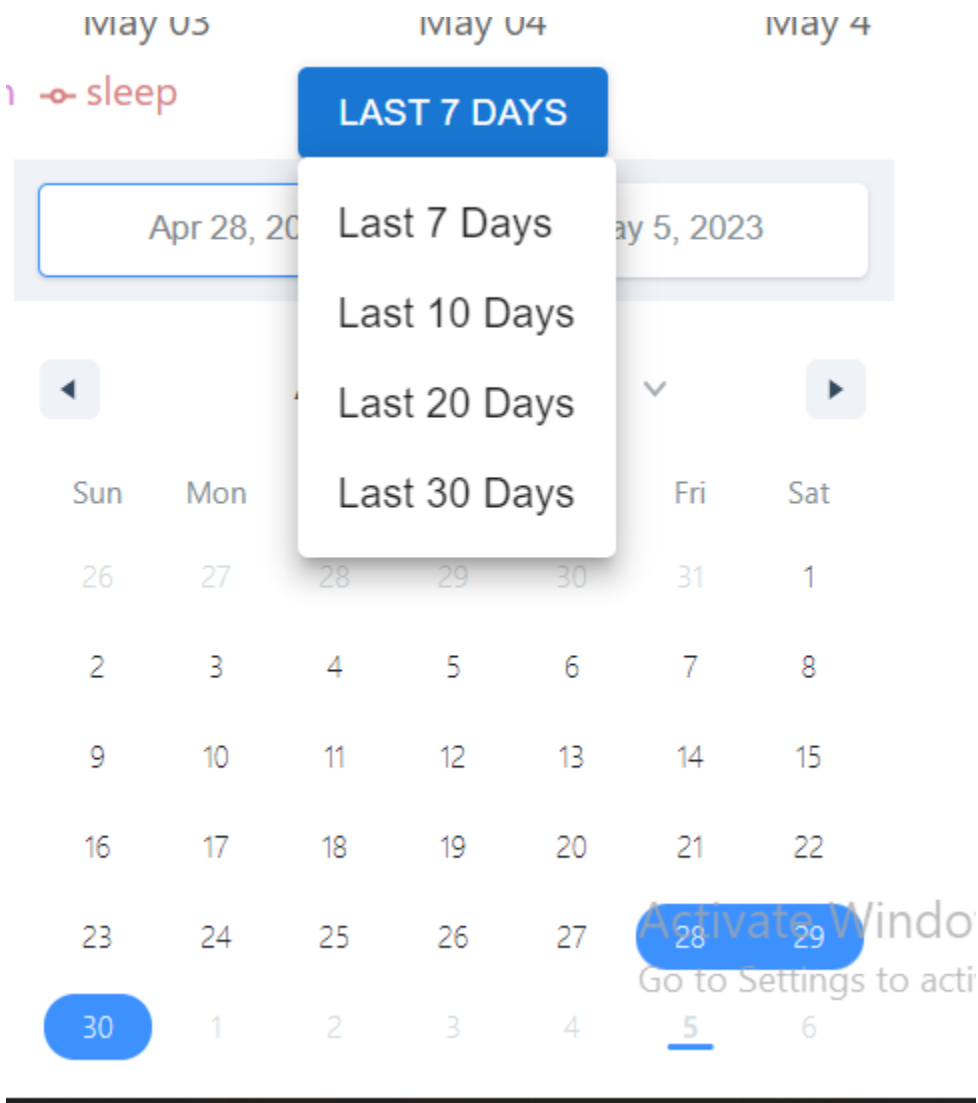 May 03 May 04 May 4
sleep
LAST 7 DAYS
Apr 28, 20 ay 5, 2023
Last 7 Days
Last 10 Days
Last 20 Days
Last 30 Days
Sun Mon Fri Sat
26 27 28 29 30 31 1
2 3 4 5 6 7 8
9 10 11 12 13 14 15
16 17 18 19 20 21 22
23 24 25 26 27 28 29
30 1 2 3 4 5 6
Activate Windo
Go to Settings to acti